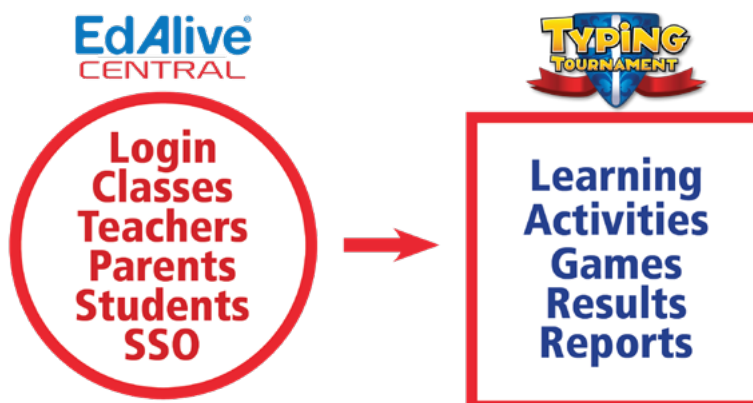 EdAlive®
CENTRAL
Login
Classes
Teachers
Parents
Students
SSO
TYPING
TOURNAMENT
Learning
Activities
Games
Results
Reports